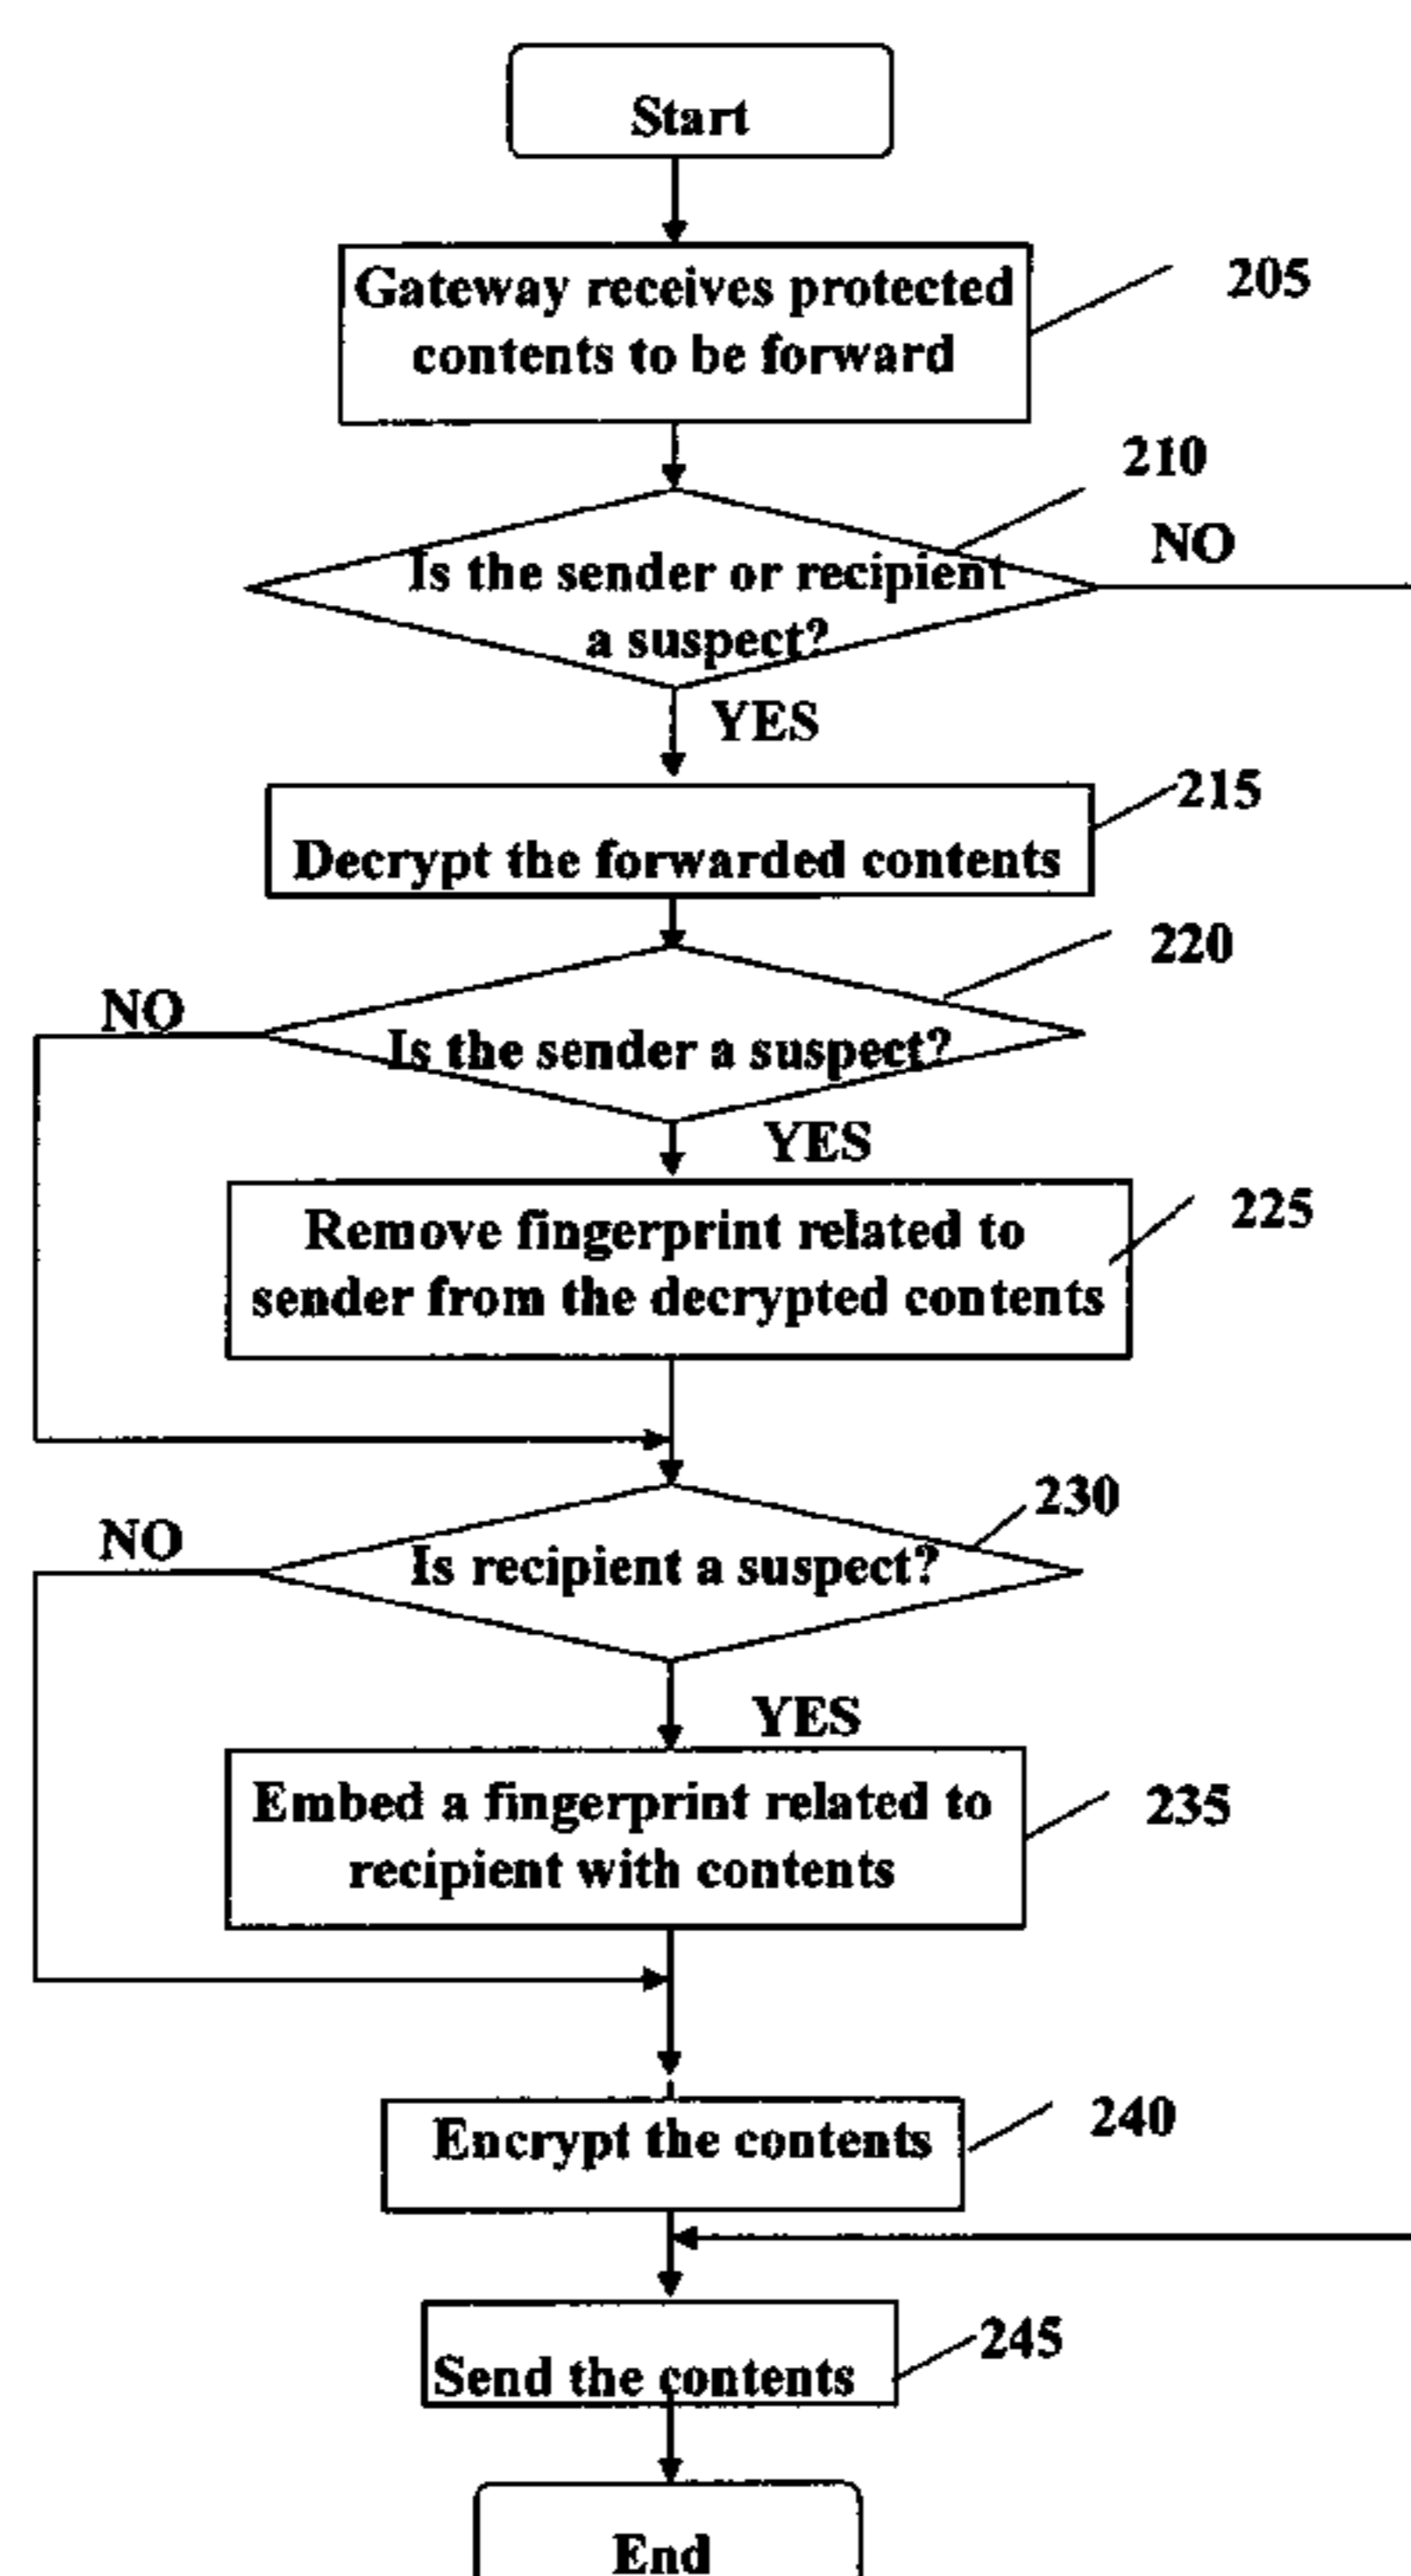 Start
Gateway receives protected
contents to be forward
205
210
Is the sender or recipient
a suspect?
NO
YES
Decrypt the forwarded contents
215
220
NO
Is the sender a suspect?
YES
Remove fingerprint related to
sender from the decrypted contents
225
230
NO
Is recipient a suspect?
YES
Embed a fingerprint related to
recipient with contents
235
Encrypt the contents
240
Send the contents
245
End